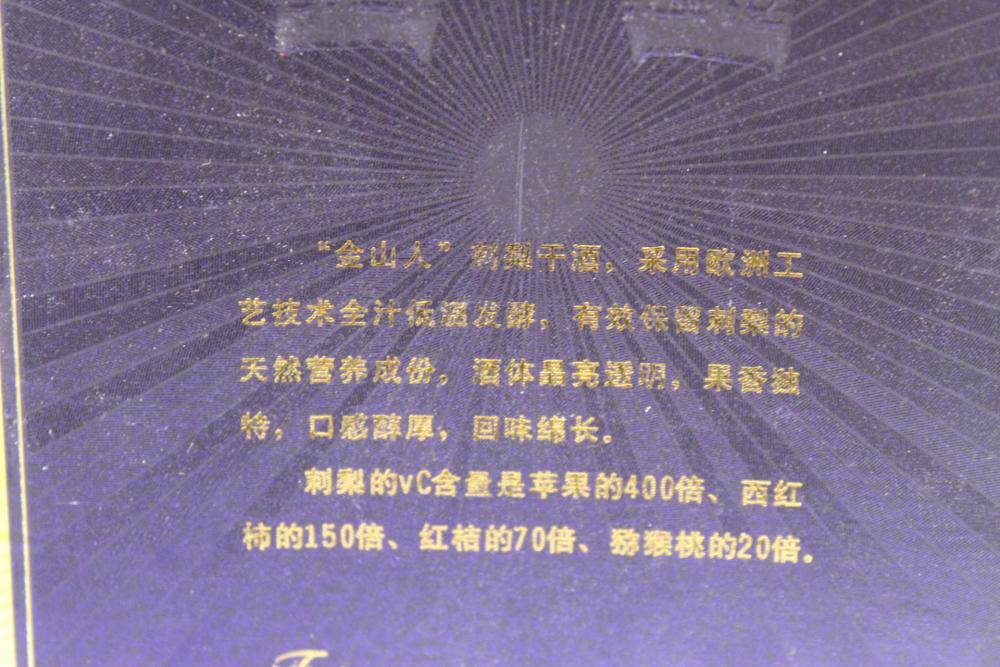 “金山人”刺梨干酒，采用欧洲工
艺技术全汁低温发酵，有效保留刺梨的
天然营养成份，酒体晶亮透明，果香独
特，口感醇厚，回味绵长。
刺梨的vC含量是苹果的400倍、西红
柿的150倍、红桔的70倍、猕猴桃的20倍。